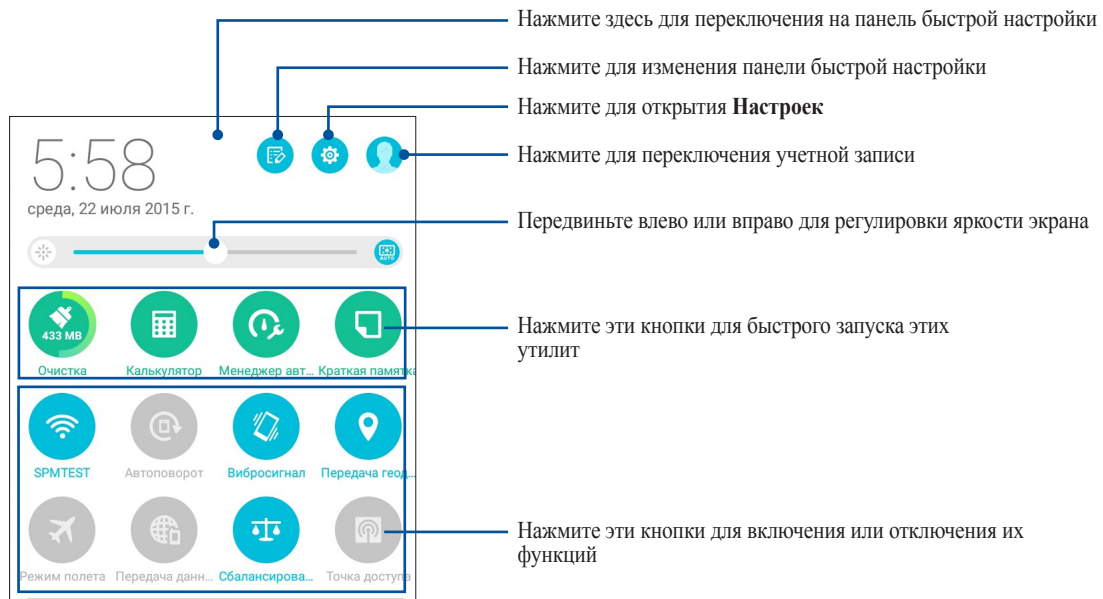 Нажмите здесь для переключения на панель быстрой настройки
Нажмите для изменения панели быстрой настройки
Нажмите для открытия Настроек
Нажмите для переключения учетной записи
Передвиньте влево или вправо для регулировки яркости экрана
Нажмите эти кнопки для быстрого запуска этих
утилит
Нажмите эти кнопки для включения или отключения их
функций
5:58
среда, 22 июля 2015 г.
AUTO
433 MB
Очистка Калькулятор Менеджер авт... Краткая памятка
SPMTEST Автоповорот Вибросигнал Передача геод...
Режим полета Передача данн... Сбалансирова... Точка доступа